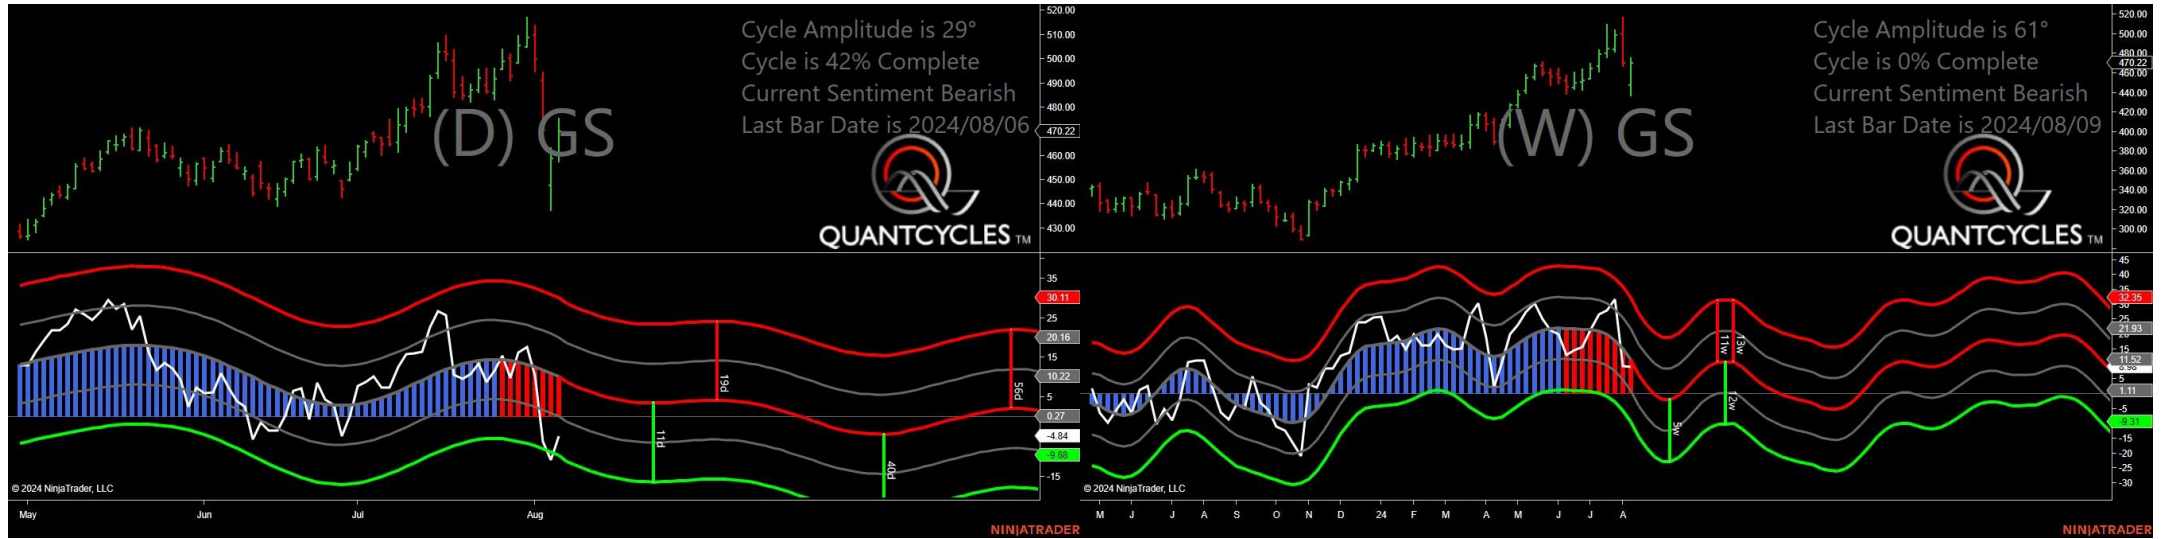 Cycle Amplitude is 29°
Cycle is 42% Complete
Current Sentiment Bearish
Last Bar Date is 2024/08/06
(D) GS
QUANTCYCLES TM
520.00
510.00
500.00
490.00
480.00
470.22
460.00
450.00
440.00
430.00
35
30.11
25
20.16
15
10.22
0.27
-4.84
-9.68
-15
19d
56d
11d
40d
© 2024 NinjaTrader, LLC
May Jun Jul Aug
NINJATRADER
Cycle Amplitude is 61°
Cycle is 0% Complete
Current Sentiment Bearish
Last Bar Date is 2024/08/09
(W) GS
QUANTCYCLES TM
520.00
500.00
480.00
470.22
460.00
440.00
420.00
400.00
380.00
360.00
340.00
320.00
300.00
45
40
35
32.35
30
25
21.93
15
11.52
8.98
5
1.11
-5
-9.31
-15
-20
-25
-30
11w
13w
5w
12w
© 2024 NinjaTrader, LLC
M J J A S O N D 24 F M A M J J A
NINJATRADER